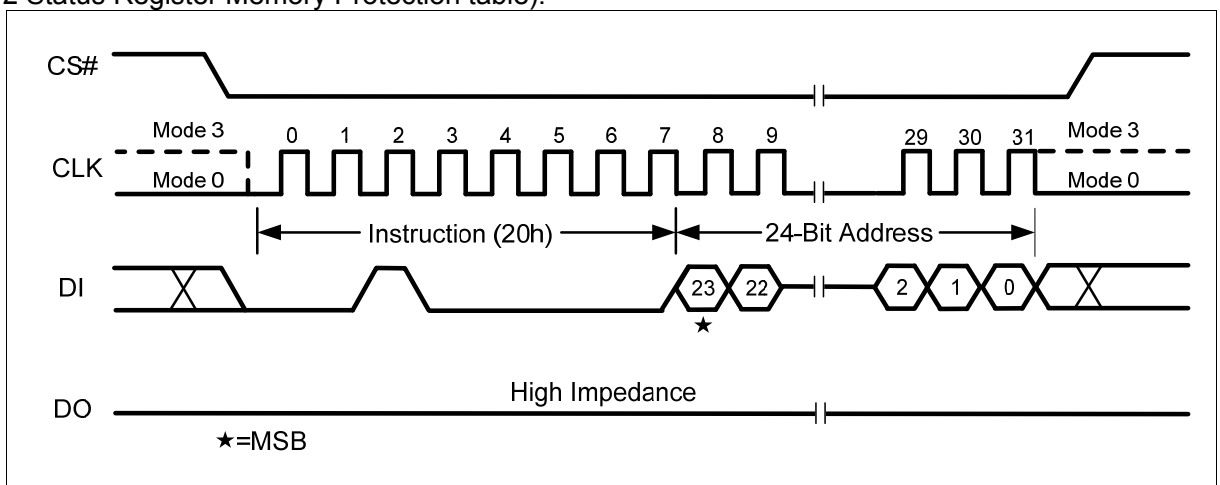 2 Status Register Memory Protection table).
CS#
Mode 3 0 1 2 3 4 5 6 7 8 9 29 30 31 Mode 3
CLK
Mode 0 Mode 0
Instruction (20h) 24-Bit Address
DI 23 22 2 1 0
★
High Impedance
DO
★=MSB